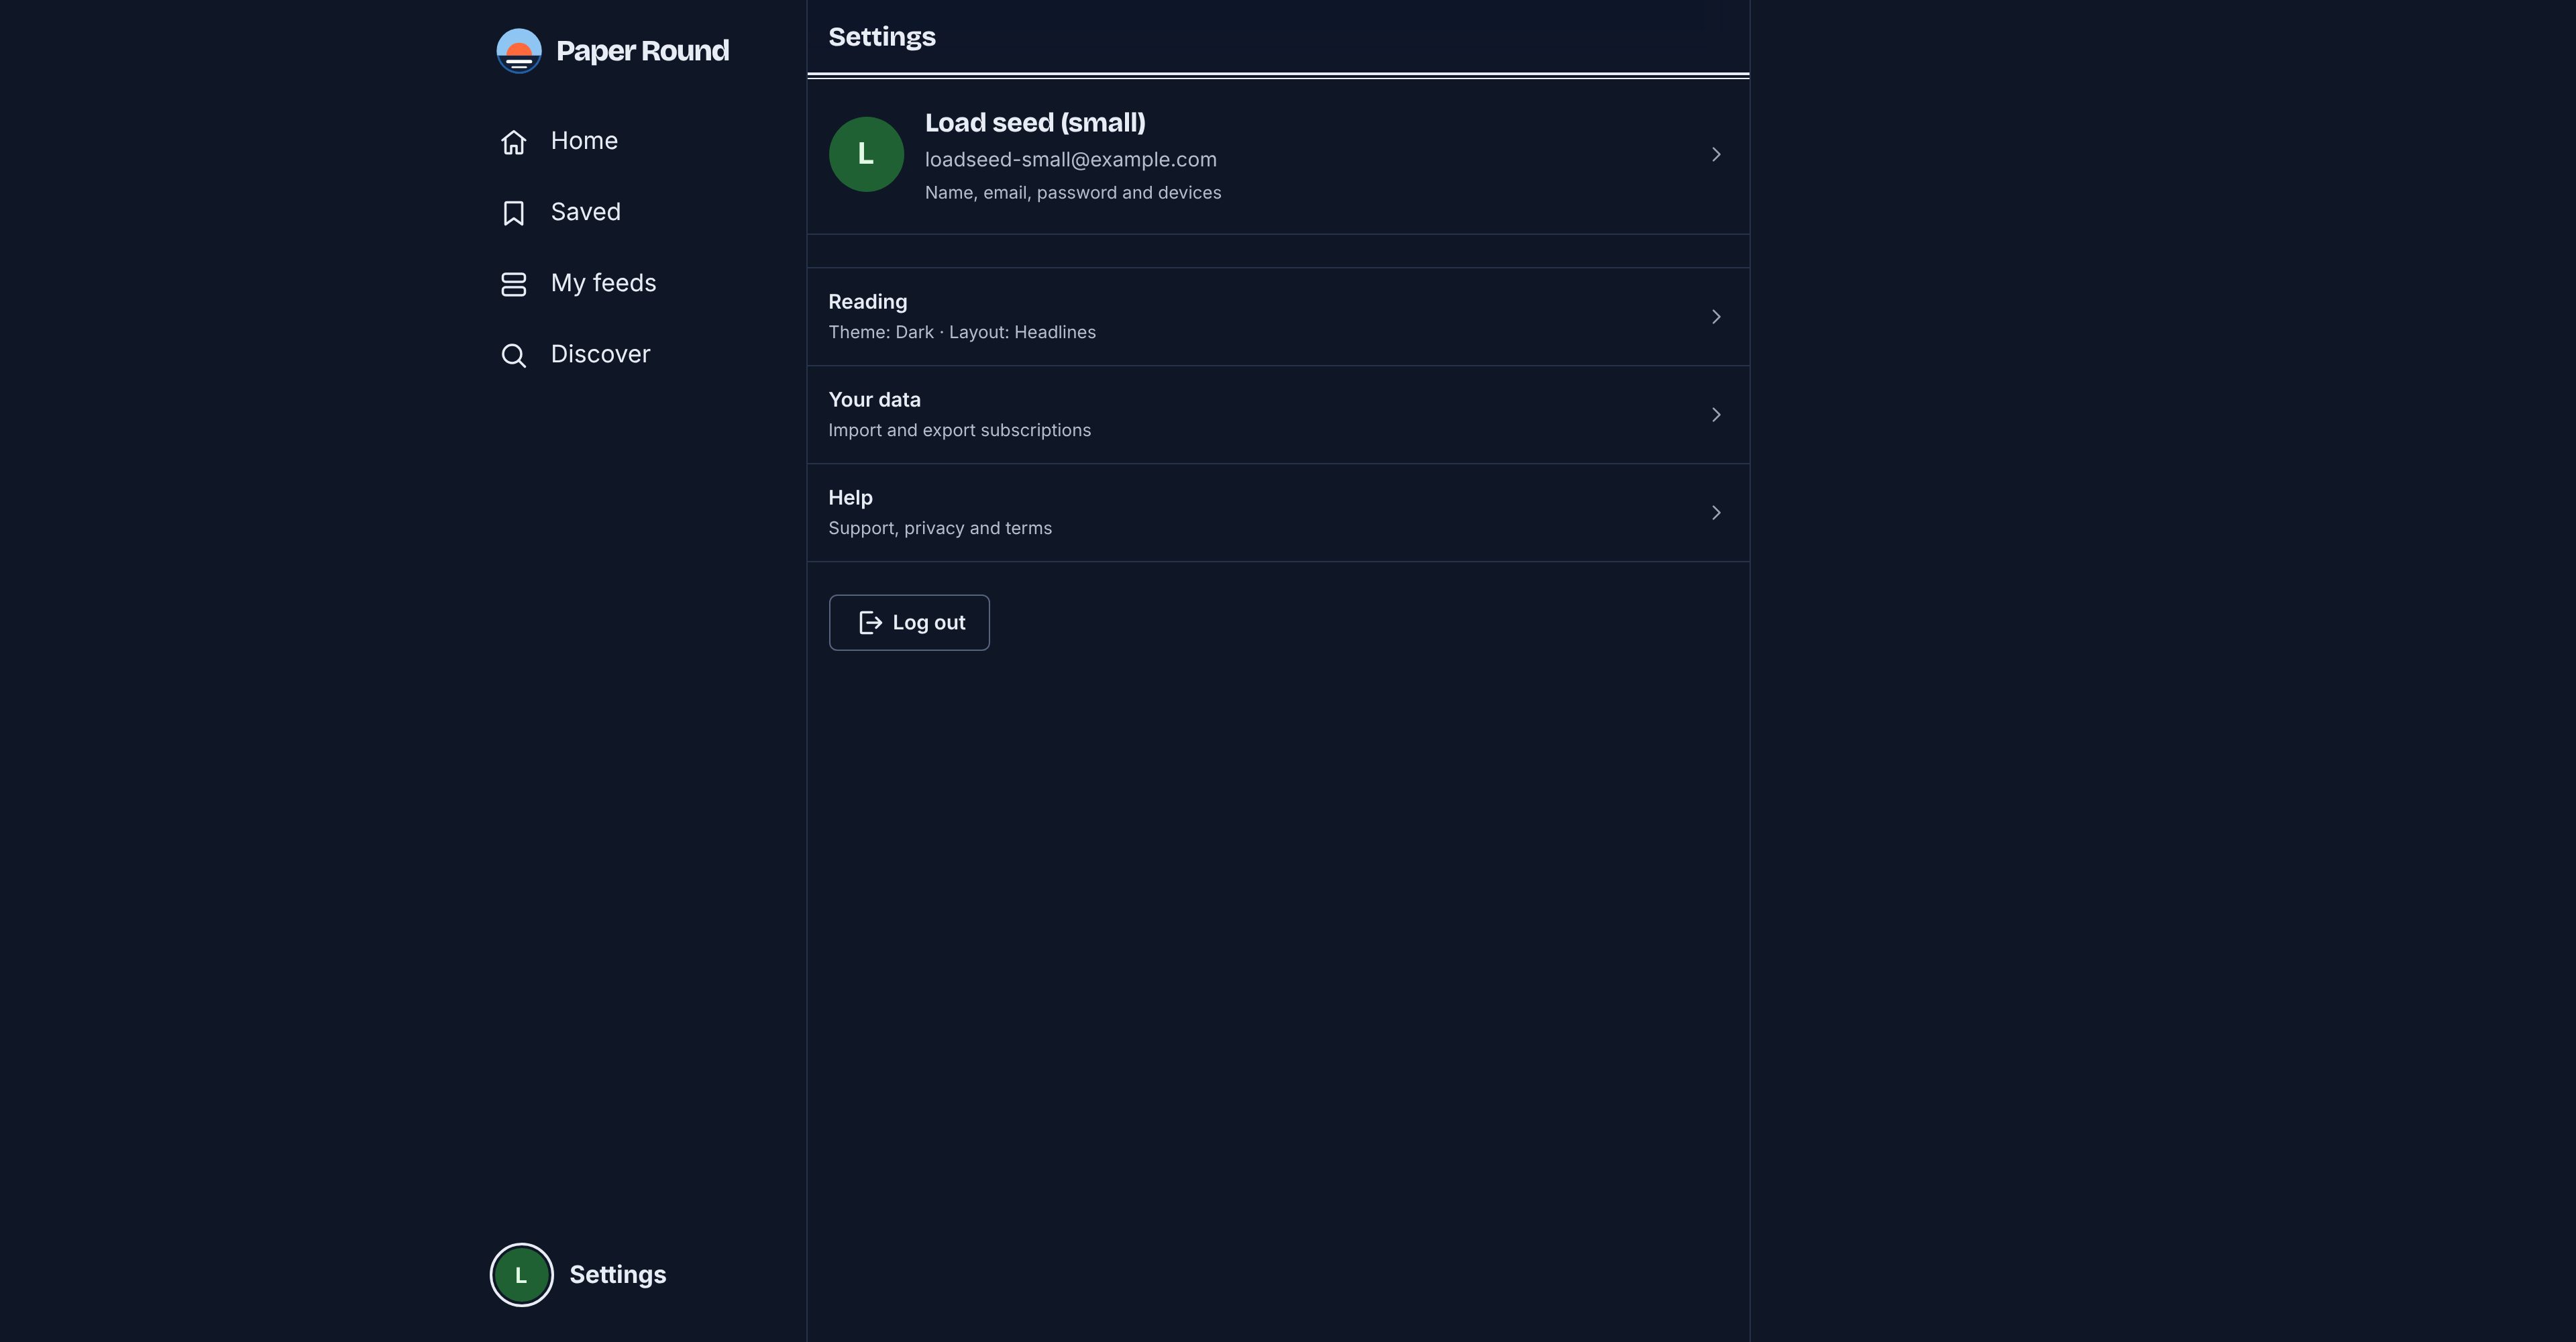 Paper Round
Home
Saved
My feeds
Discover
L
Settings
Settings
L
Load seed (small)
loadseed-small@example.com
Name, email, password and devices
Reading
Theme: Dark · Layout: Headlines
Your data
Import and export subscriptions
Help
Support, privacy and terms
Log out